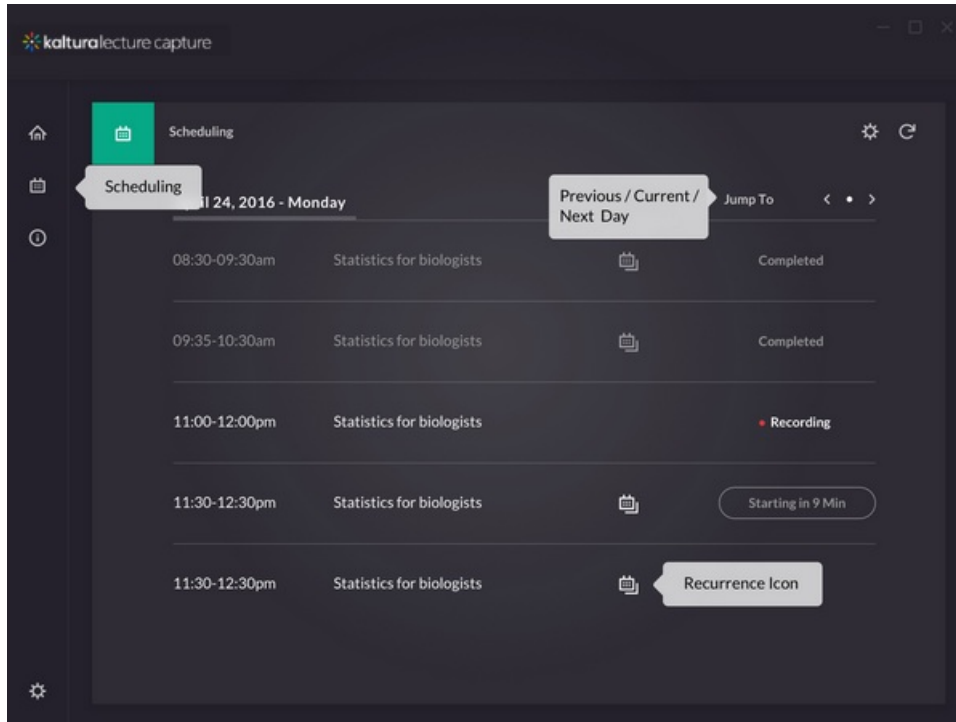 kalturalecture capture
Scheduling
Scheduling
il 24, 2016 - Monday
Previous / Current /
Next Day
Jump To
08:30-09:30am Statistics for biologists Completed
09:35-10:30am Statistics for biologists Completed
11:00-12:00pm Statistics for biologists Recording
11:30-12:30pm Statistics for biologists Starting in 9 Min
11:30-12:30pm Statistics for biologists Recurrence Icon